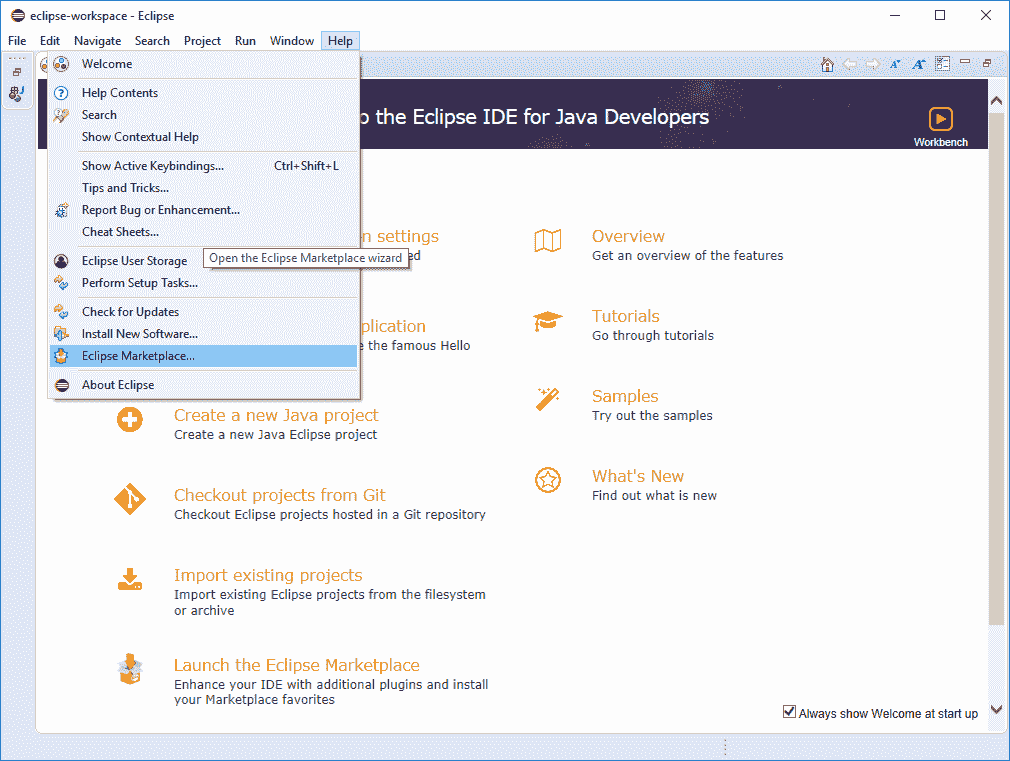 eclipse-workspace - Eclipse
File Edit Navigate Search Project Run Window Help
Welcome
Help Contents
Search
Show Contextual Help
Show Active Keybindings... Ctrl+Shift+L
Tips and Tricks...
Report Bug or Enhancement...
Cheat Sheets...
Eclipse User Storage
Open the Eclipse Marketplace wizard
Perform Setup Tasks...
Check for Updates
Install New Software...
Eclipse Marketplace...
About Eclipse
o the Eclipse IDE for Java Developers
Workbench
n settings
ed
plication
e the famous Hello
Create a new Java project
Create a new Java Eclipse project
Checkout projects from Git
Checkout Eclipse projects hosted in a Git repository
Import existing projects
Import existing Eclipse projects from the filesystem
or archive
Launch the Eclipse Marketplace
Enhance your IDE with additional plugins and install
your Marketplace favorites
Overview
Get an overview of the features
Tutorials
Go through tutorials
Samples
Try out the samples
What's New
Find out what is new
Always show Welcome at start up